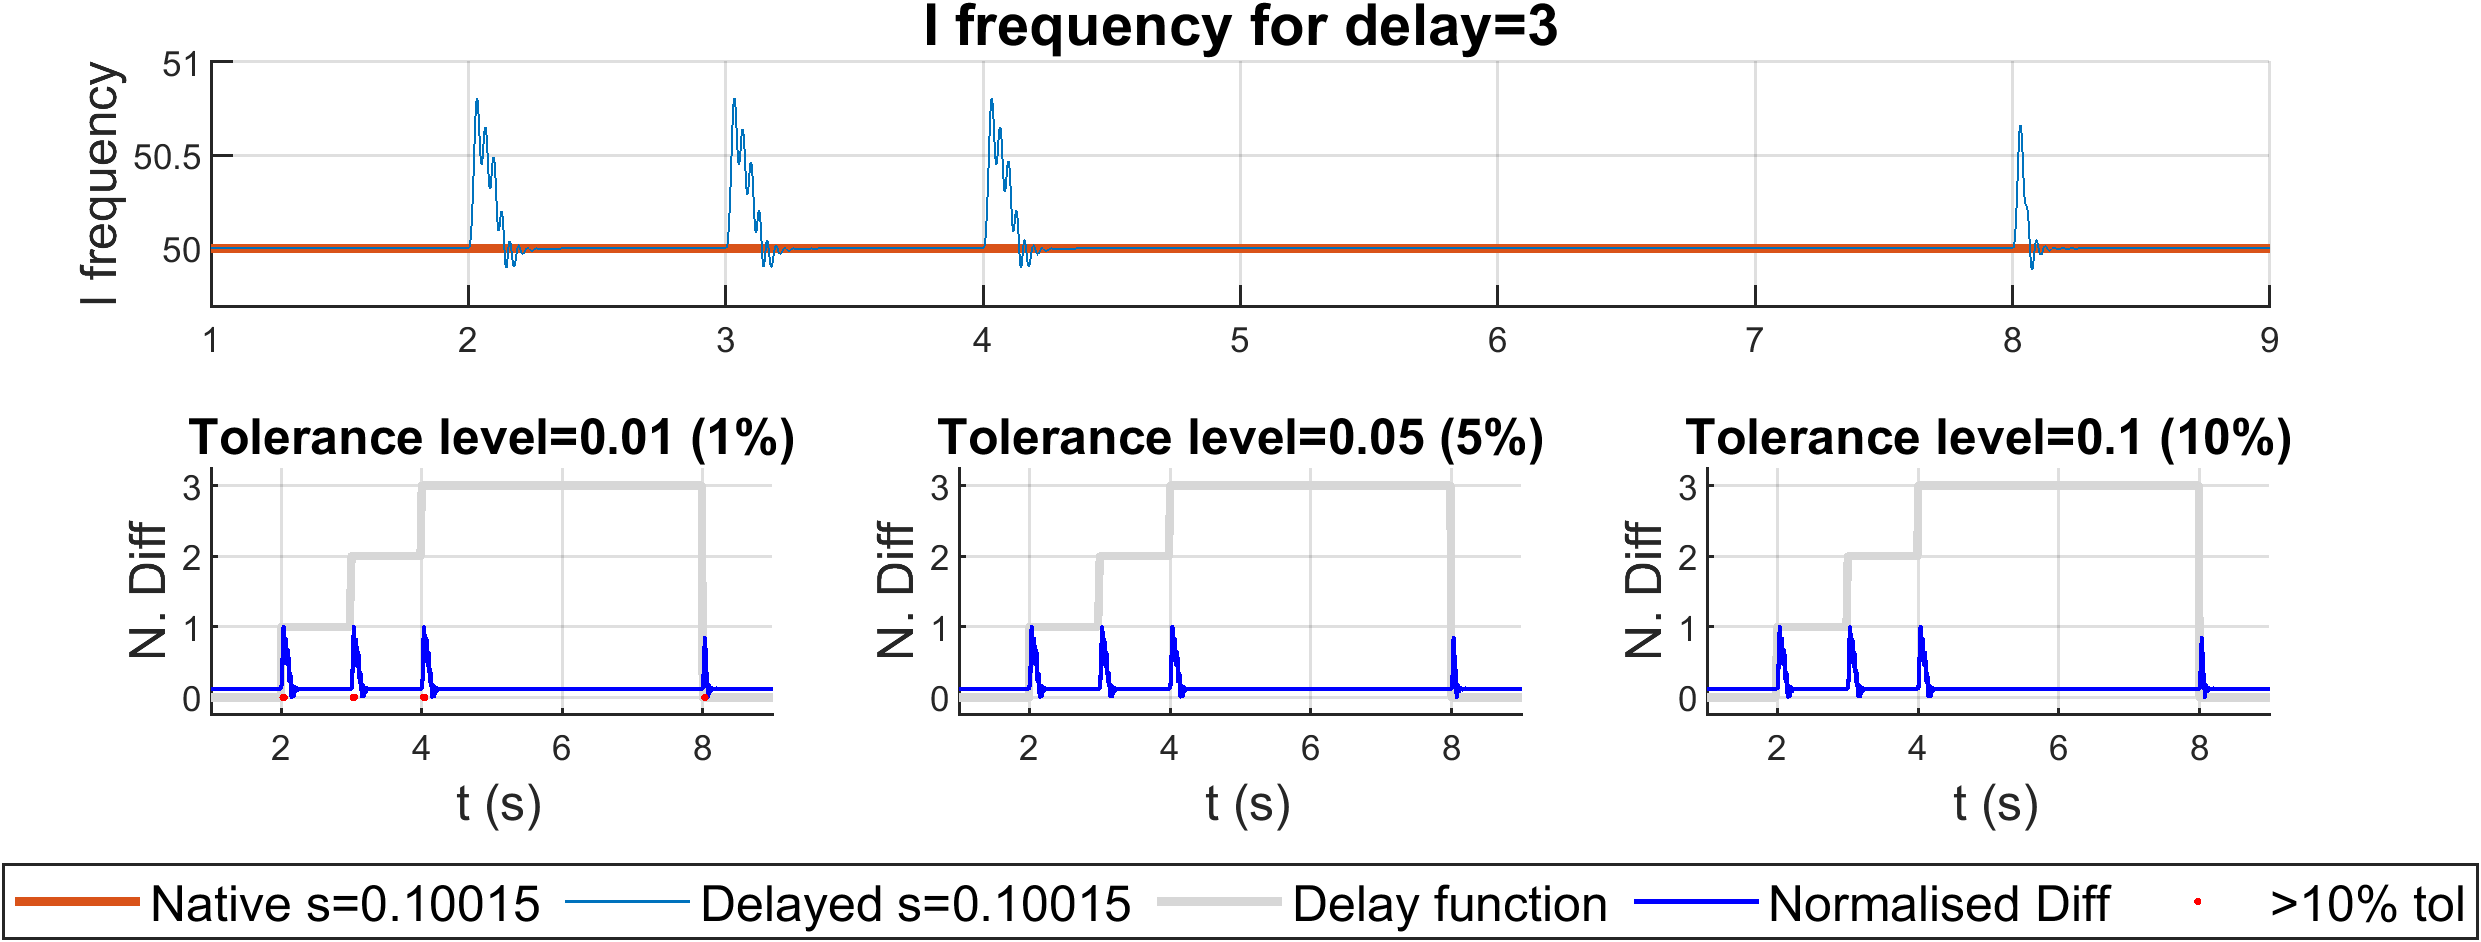 I frequency for delay=3
I frequency
51
50.5
50
1 2 3 4 5 6 7 8 9
Tolerance level=0.01 (1%)
N. Diff
3
2
1
0
2 4 6 8
t (s)
Tolerance level=0.05 (5%)
N. Diff
3
2
1
0
2 4 6 8
t (s)
Tolerance level=0.1 (10%)
N. Diff
3
2
1
0
2 4 6 8
t (s)
Native s=0.10015 Delayed s=0.10015 Delay function Normalised Diff >10% tol